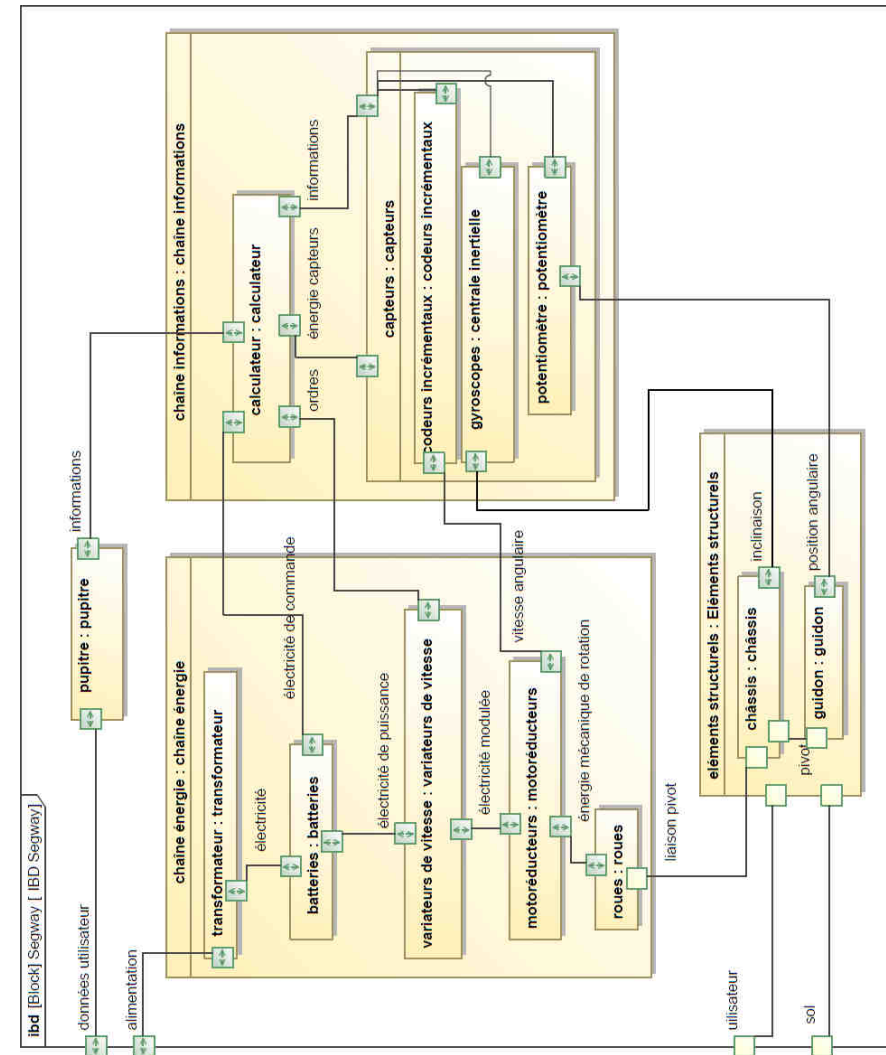 ibd [Block] Segway [ IBD Segway]
données utilisateur
alimentation
pupitre : pupitre
informations
chaine énergie : chaine énergie
transformateur : transformateur
électricité
batteries : batteries
électricité de commande
électricité de puissance
variateurs de vitesse : variateurs de vitesse
électricité modulée
vitesse angulaire
motoréducteurs : motoréducteurs
énergie mécanique de rotation
roues : roues
liaison pivot
chaine informations : chaine informations
calculateur : calculateur
ordres
énergie capteurs
informations
capteurs : capteurs
codeurs incrémentaux : codeurs incrémentaux
gyroscopes : centrale inertielle
potentiomètre : potentiomètre
eléments structurels : Eléments structurels
châssis : châssis
inclinaison
pivot
guidon : guidon
position angulaire
uilisateur
sol